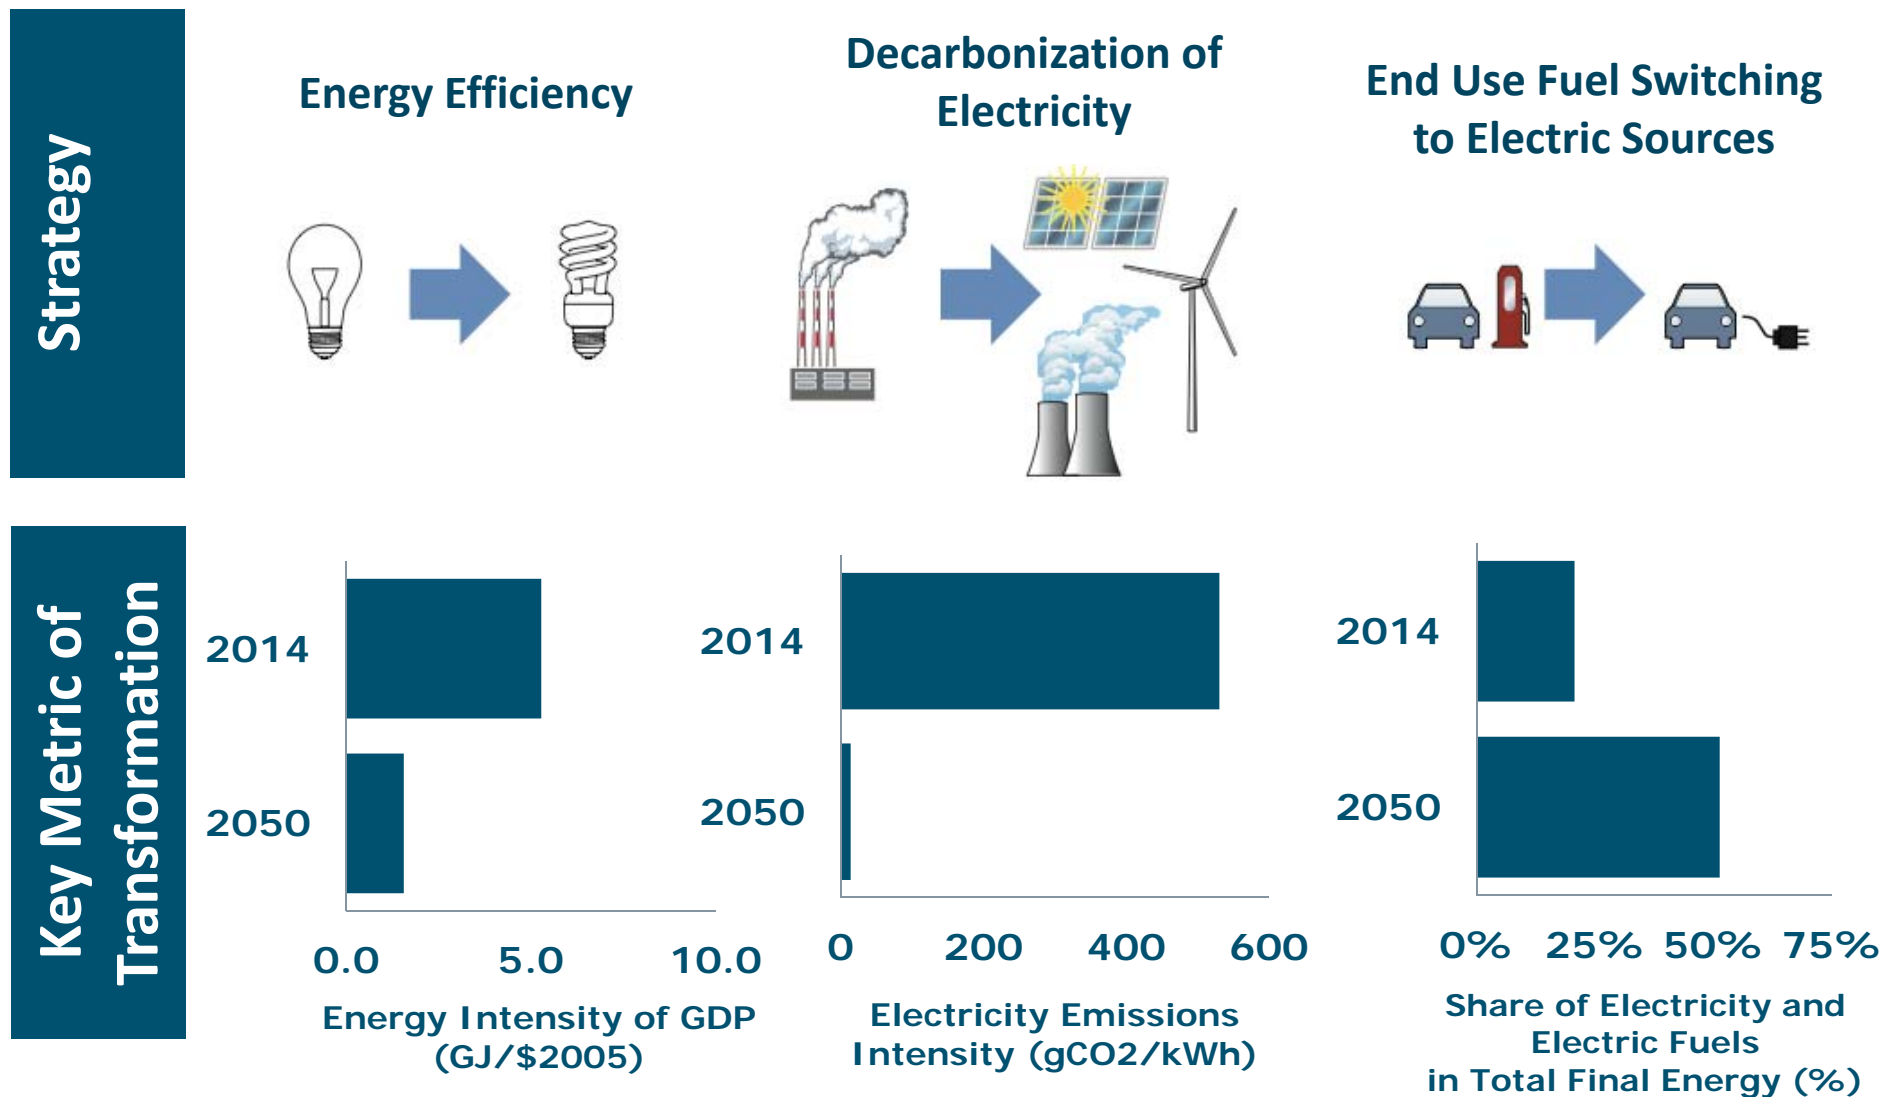 Strategy
Energy Efficiency
Decarbonization of
Electricity
End Use Fuel Switching
to Electric Sources
Key Metric of
Transformation
2014
2050
0.0 5.0 10.0
Energy Intensity of GDP
(GJ/$2005)
2014
2050
0 200 400 600
Electricity Emissions
Intensity (gCO2/kWh)
2014
2050
0% 25% 50% 75%
Share of Electricity and
Electric Fuels
in Total Final Energy (%)